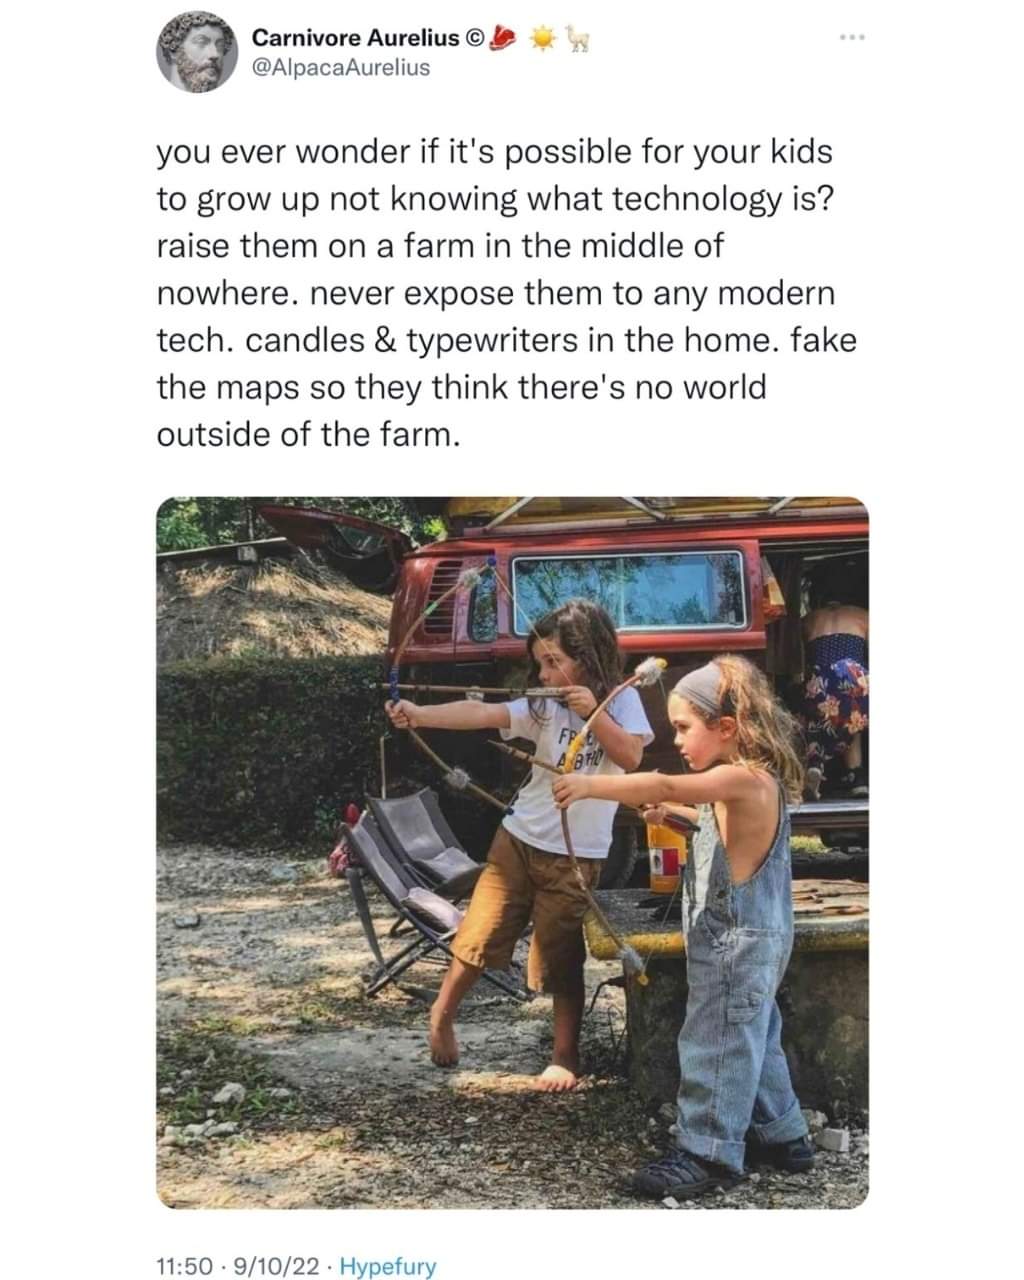 Carnivore Aurelius ©🥩 ☀️ 🦙
@AlpacaAurelius
you ever wonder if it's possible for your kids
to grow up not knowing what technology is?
raise them on a farm in the middle of
nowhere. never expose them to any modern
tech. candles & typewriters in the home. fake
the maps so they think there's no world
outside of the farm.
11:50 · 9/10/22 · Hypefury